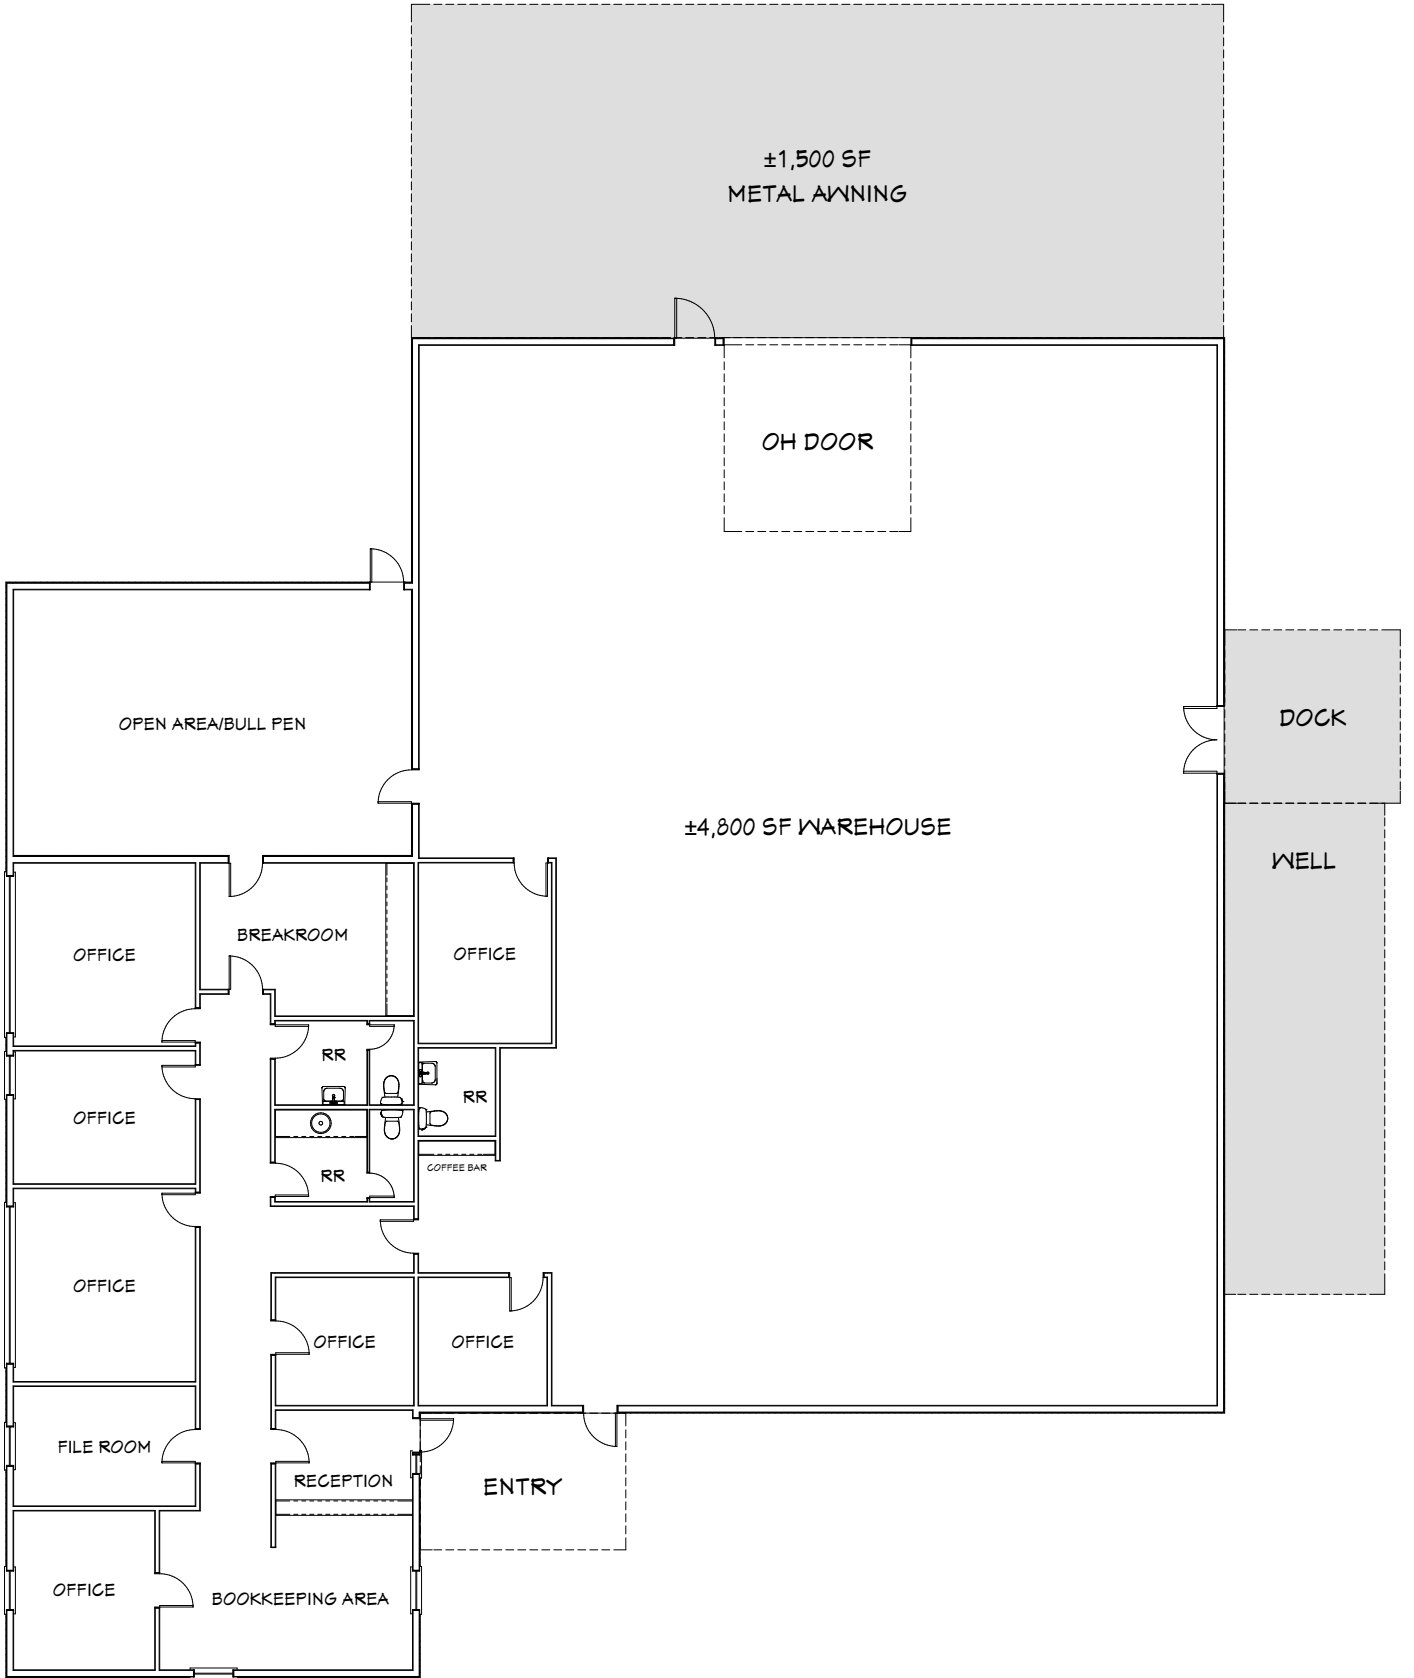 ±1,500 SF
METAL AWNING
OH DOOR
OPEN AREA/BULL PEN
DOCK
±4,800 SF WAREHOUSE
WELL
BREAKROOM
OFFICE
OFFICE
RR
RR
OFFICE
COFFEE BAR
RR
OFFICE
OFFICE
OFFICE
FILE ROOM
RECEPTION
ENTRY
OFFICE
BOOKKEEPING AREA